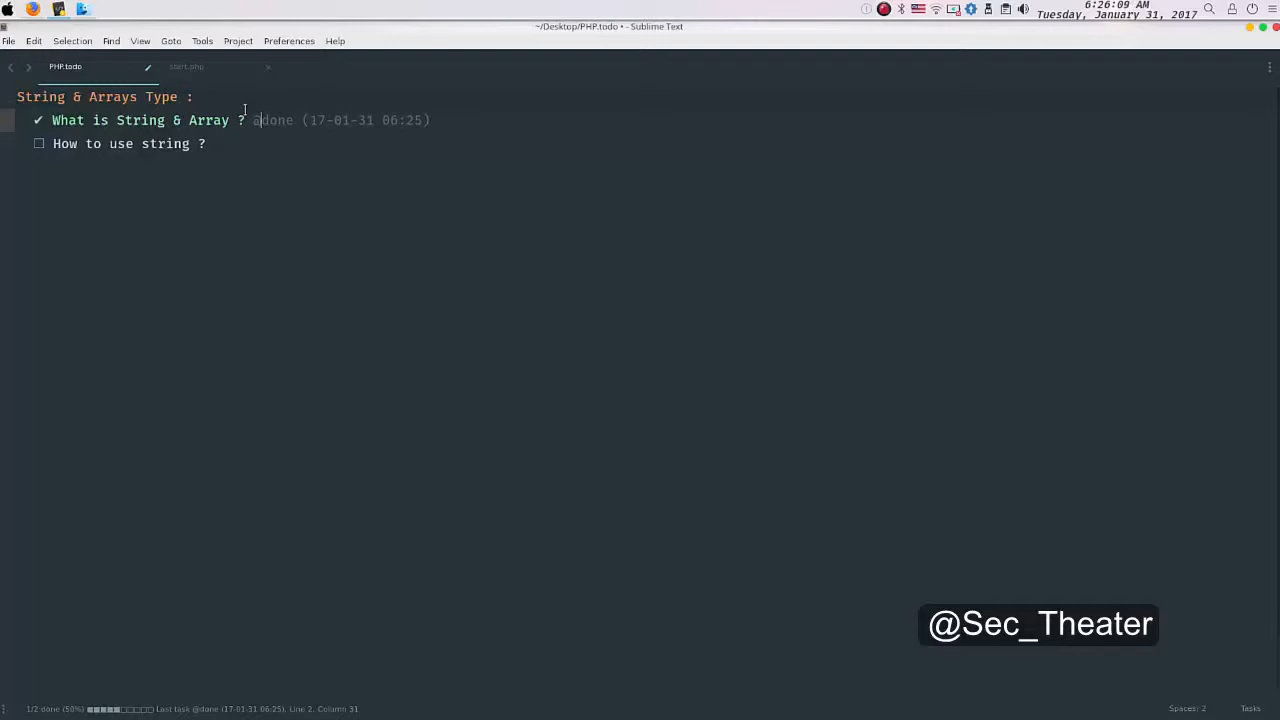 6:26:09 AM
Tuesday, January 31, 2017
~/Desktop/PHP.todo • - Sublime Text
File Edit Selection Find View Goto Tools Project Preferences Help
PHP.todo start.php
String & Arrays Type :
✔ What is String & Array ? @done (17-01-31 06:25)
☐ How to use string ?
@Sec_Theater
1/2 done (50%) Last task @done (17-01-31 06:25), Line 2, Column 31
Spaces: 2 Tasks